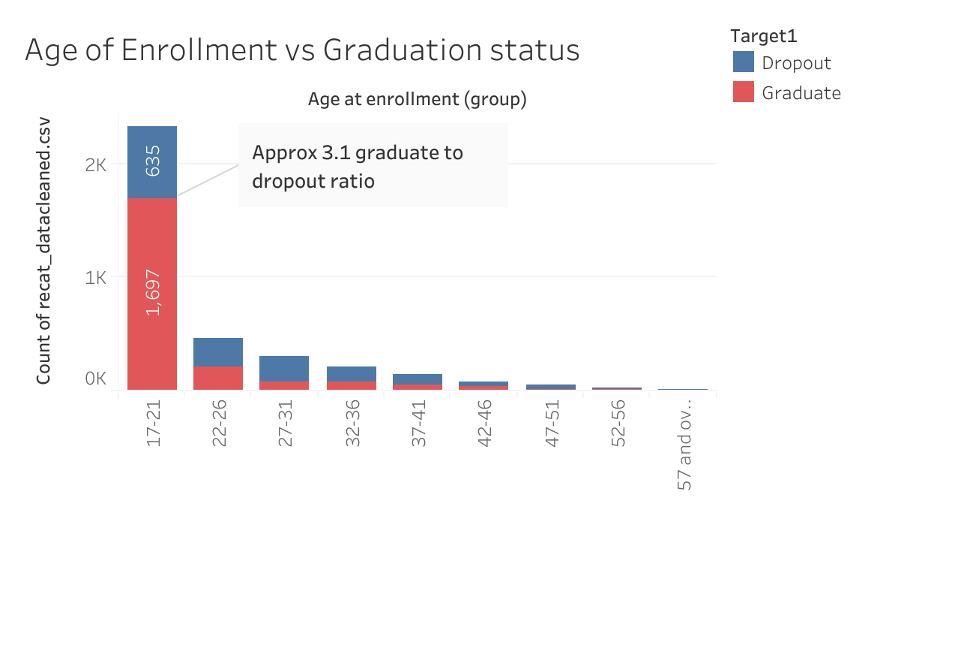 Age of Enrollment vs Graduation status
Target1
Dropout
Graduate
Age at enrollment (group)
Count of recat_datacleaned.csv
2K
1K
0K
635
1,697
Approx 3.1 graduate to
dropout ratio
17-21
22-26
27-31
32-36
37-41
42-46
47-51
52-56
57 and ov..